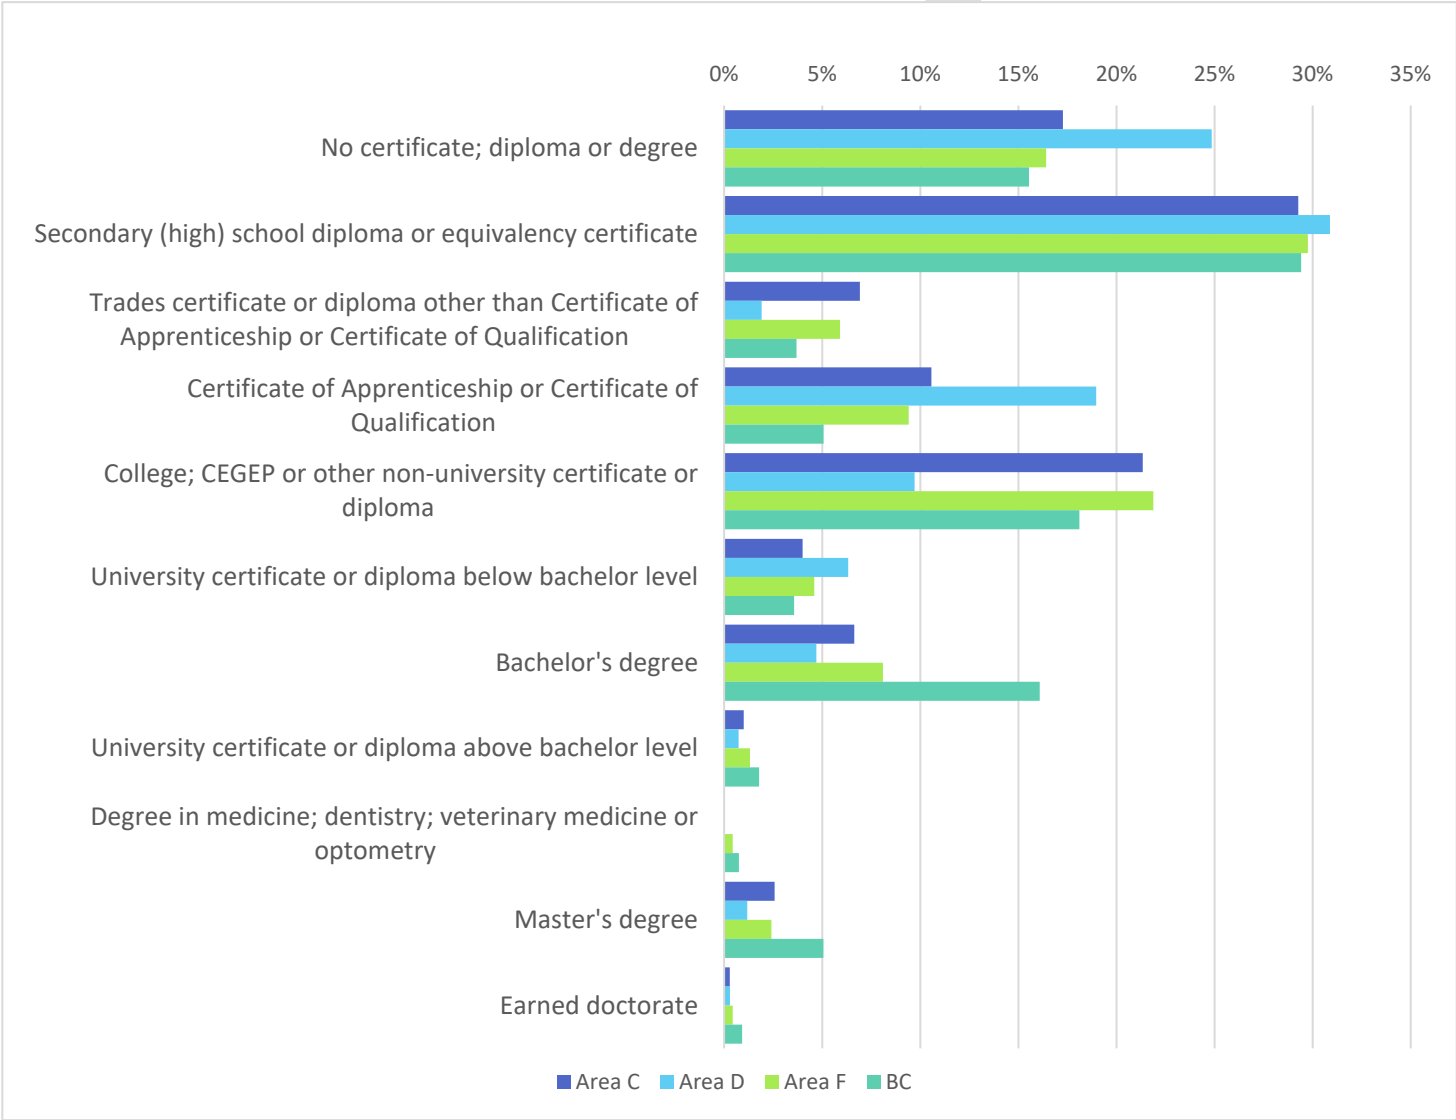 0% 5% 10% 15% 20% 25% 30% 35%
No certificate; diploma or degree
Secondary (high) school diploma or equivalency certificate
Trades certificate or diploma other than Certificate of
Apprenticeship or Certificate of Qualification
Certificate of Apprenticeship or Certificate of
Qualification
College; CEGEP or other non-university certificate or
diploma
University certificate or diploma below bachelor level
Bachelor's degree
University certificate or diploma above bachelor level
Degree in medicine; dentistry; veterinary medicine or
optometry
Master's degree
Earned doctorate
Area C Area D Area F BC